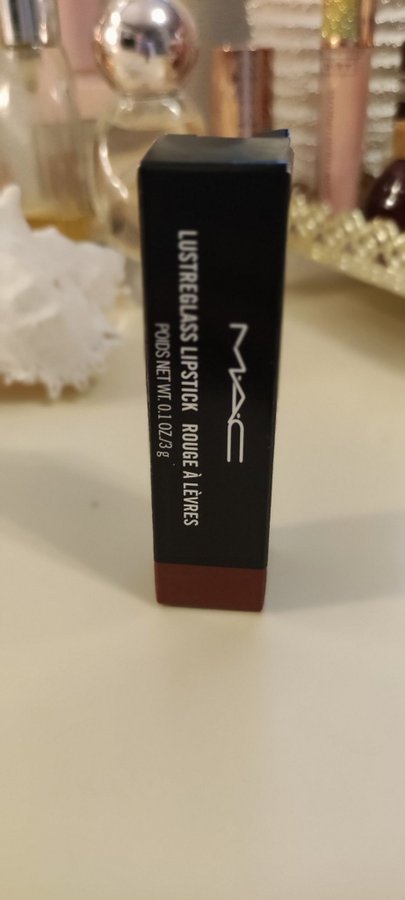 MAC
LUSTREGLASS LIPSTICK ROUGE À LÈVRES
POIDS NET WT. 0.1 OZ/3 g